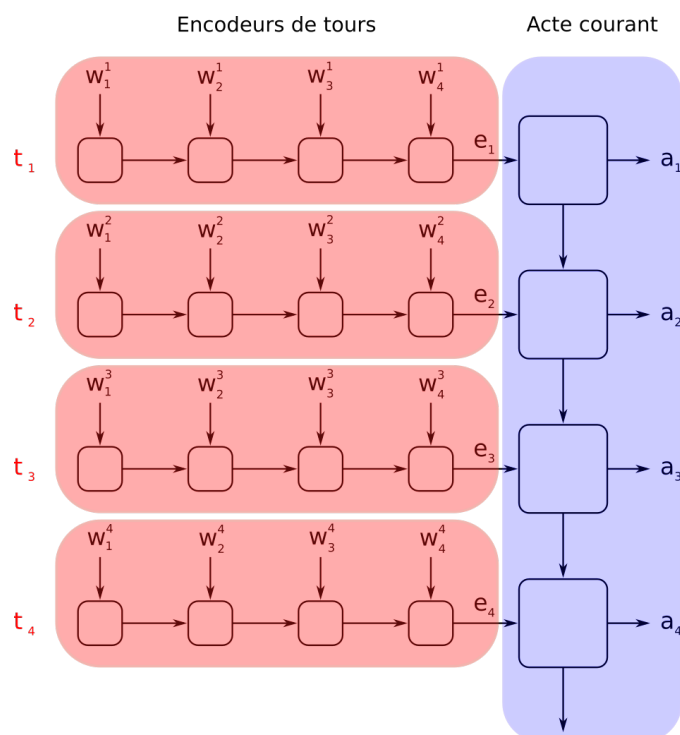 Encodeurs de tours Acte courant
w₁¹ w₂¹ w₃¹ w₄¹
t₁ e₁ a₁
w₁² w₂² w₃² w₄²
t₂ e₂ a₂
w₁³ w₂³ w₃³ w₄³
t₃ e₃ a₃
w₁⁴ w₂⁴ w₃⁴ w₄⁴
t₄ e₄ a₄